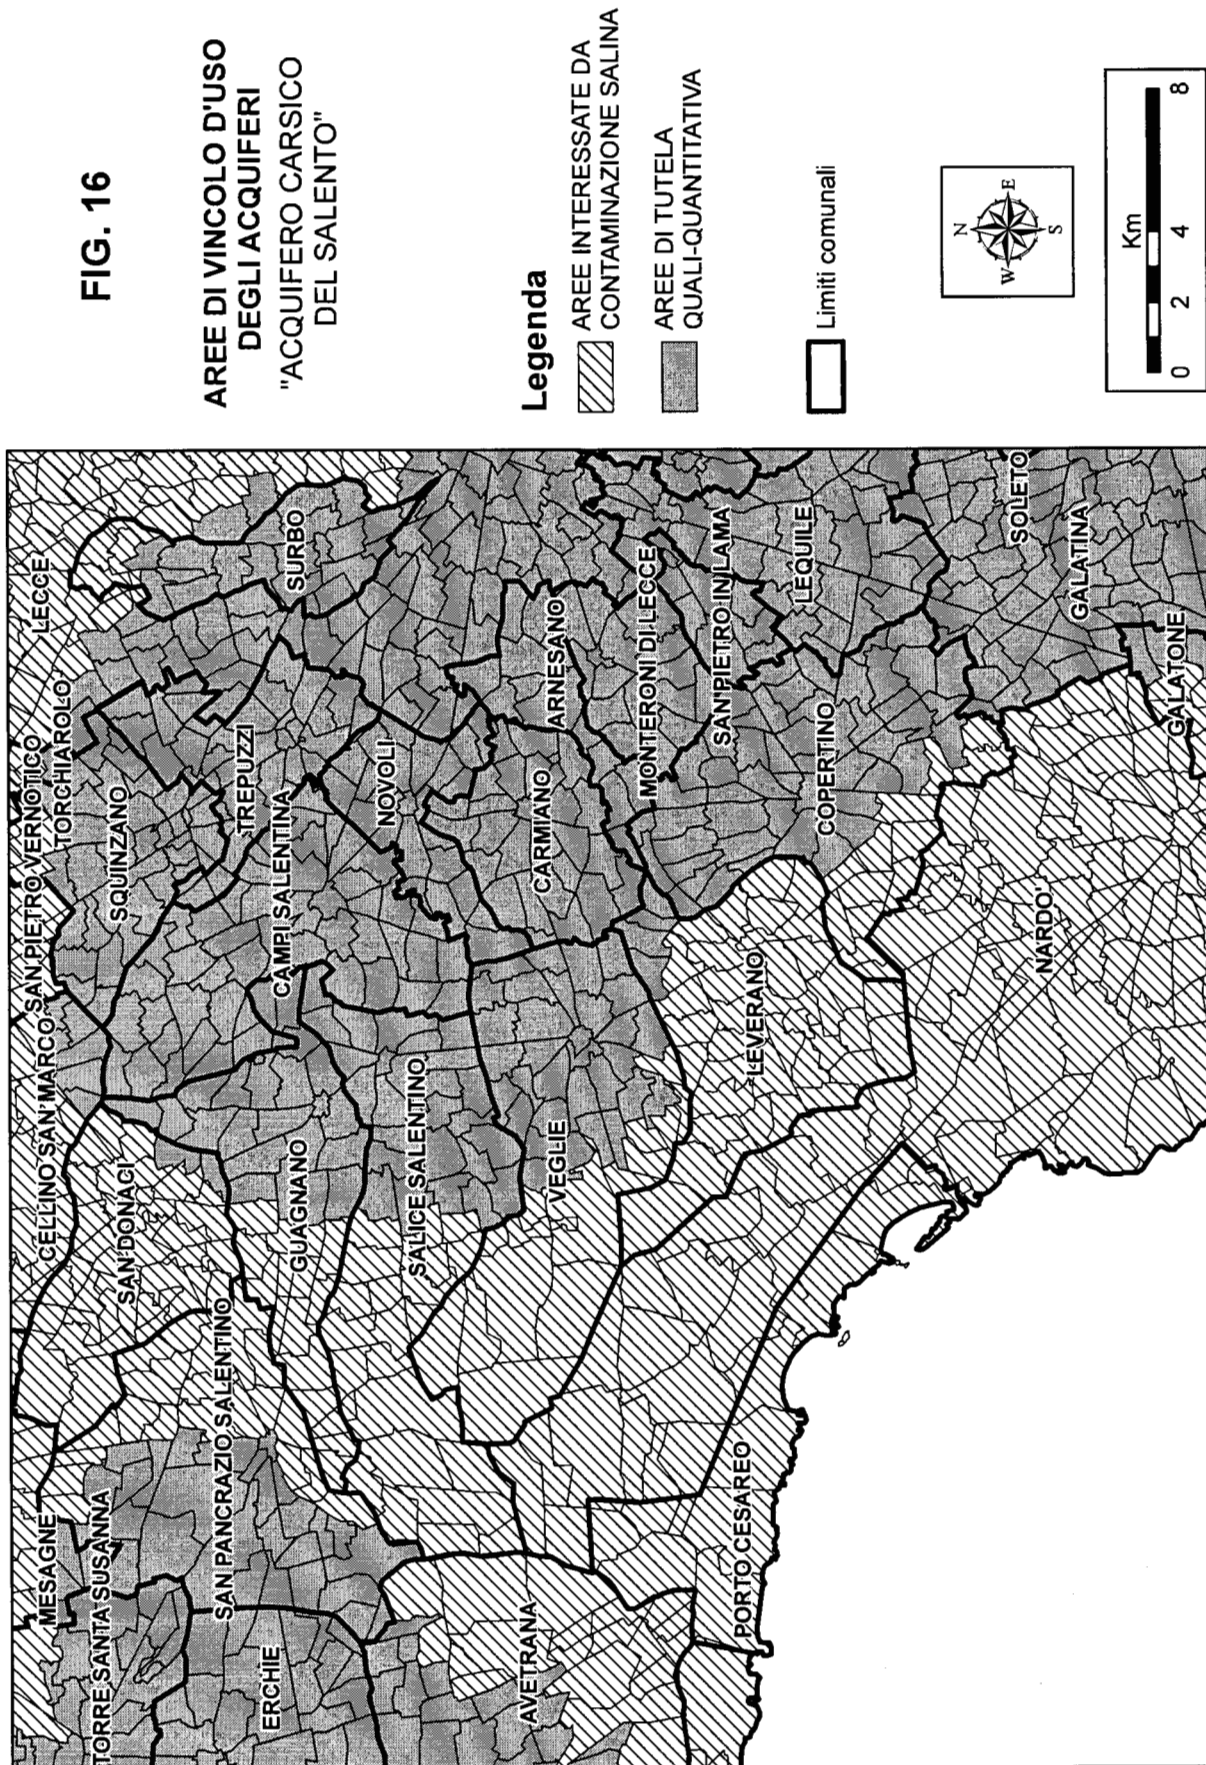 FIG. 16
AREE DI VINCOLO D'USO
DEGLI ACQUIFERI
"ACQUIFERO CARSICO
DEL SALENTO"
Legenda
AREE INTERESSATE DA
CONTAMINAZIONE SALINA
AREE DI TUTELA
QUALI-QUANTITATIVA
Limiti comunali
N
W
E
S
Km
0 2 4 8
MESAGNE
CELLINO SAN MARCO
SAN PIETRO VERNOTICO
LECCE
TORCHIAROLO
TORRE SANTA SUSANNA
SAN DONACI
SQUINZANO
SAN PANCRAZIO SALENTINO
TREPUZZI
ERCHIE
GUAGNANO
CAMPI SALENTINA
SURBO
NOVOLI
SALICE SALENTINO
AVETRANA
VEGLIE
CARMIANO
ARNESANO
MONTERONI DI LECCE
SAN PIETRO IN LAMA
PORTO CESAREO
LEVERANO
COPERTINO
LEQUILE
NARDO'
SOLETO
GALATINA
GALATONE